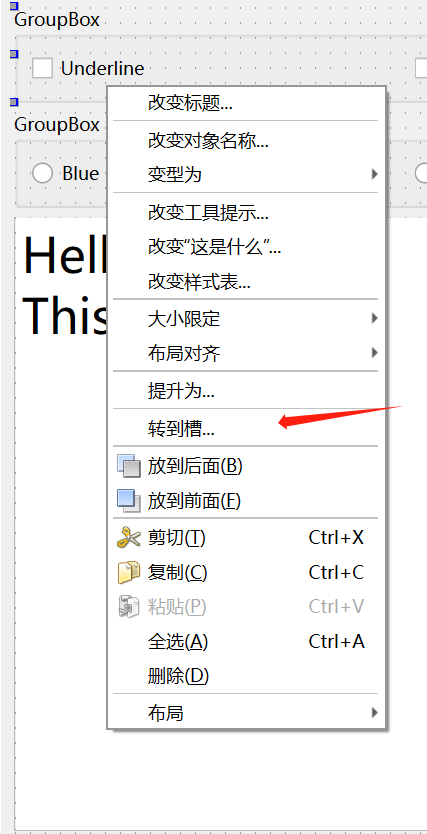 GroupBox
Underline
改变标题...
改变对象名称...
GroupBox
变型为
Blue
改变工具提示...
改变“这是什么”...
改变样式表...
Hell
This
大小限定
布局对齐
提升为...
转到槽...
放到后面(B)
放到前面(F)
剪切(T) Ctrl+X
复制(C) Ctrl+C
粘贴(P) Ctrl+V
全选(A) Ctrl+A
删除(D)
布局